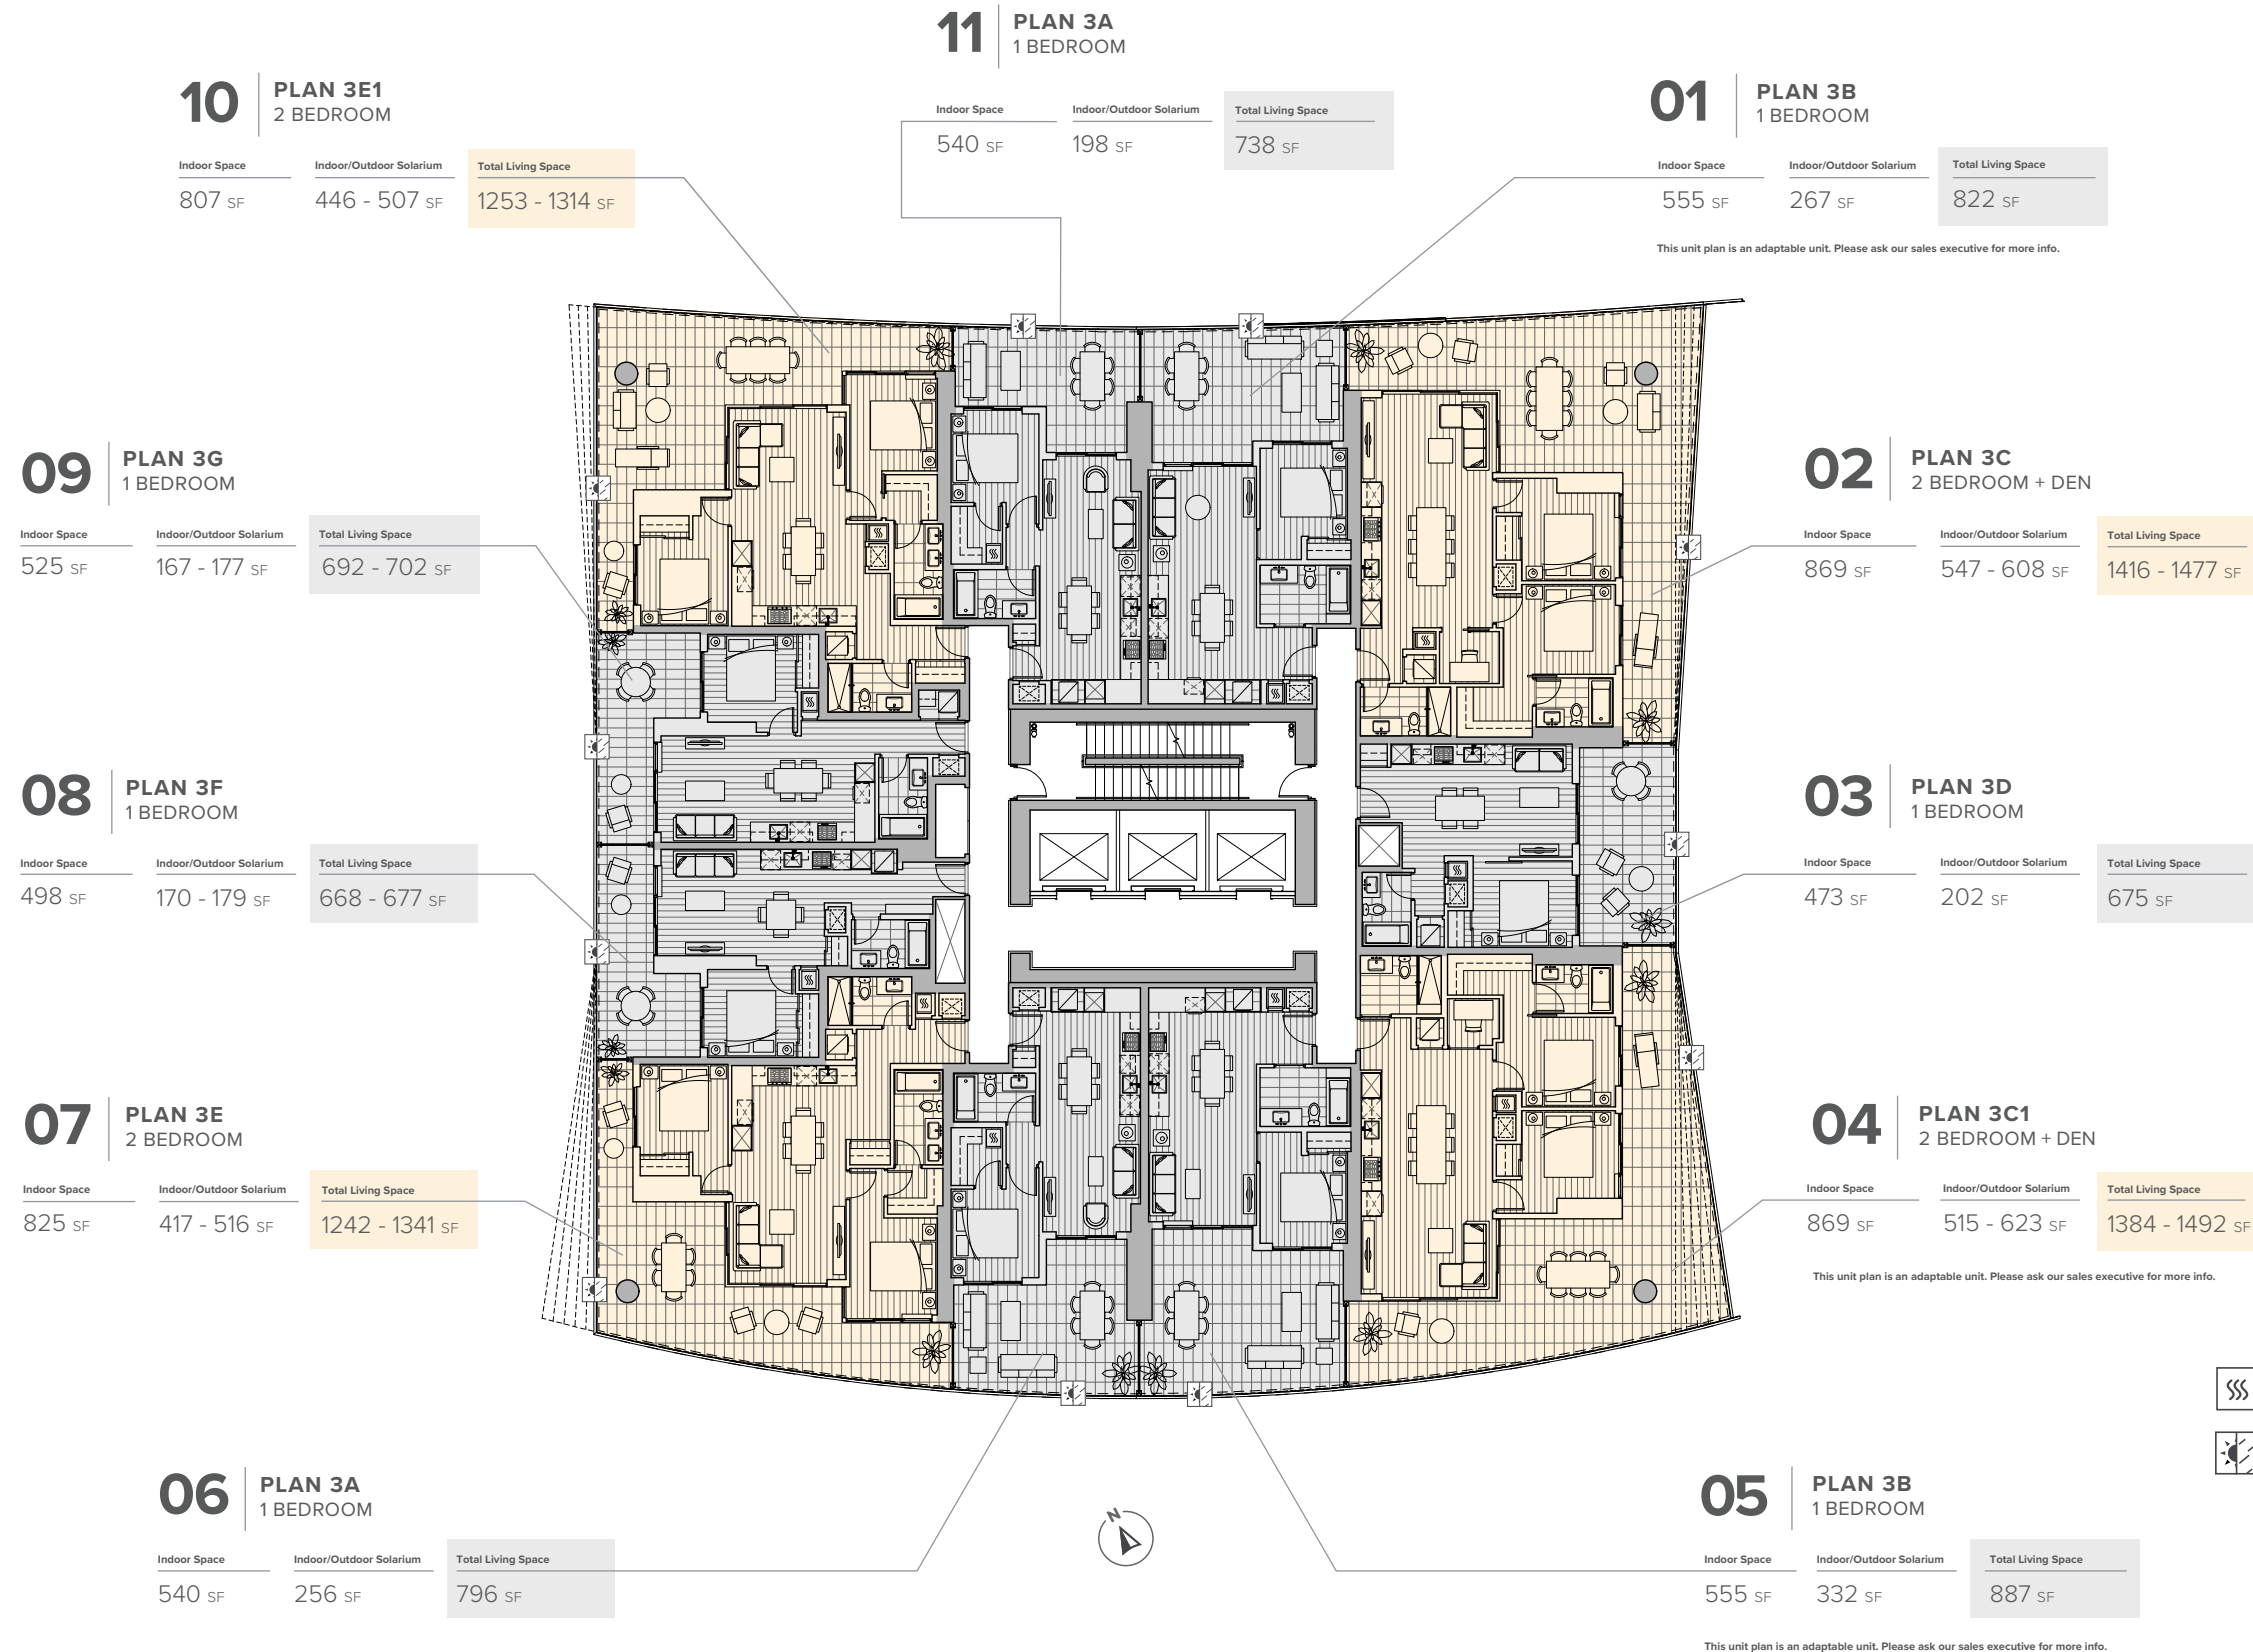 11
PLAN 3A
1 BEDROOM
Indoor Space
Indoor/Outdoor Solarium
Total Living Space
540 SF
198 SF
738 SF
10
PLAN 3E1
2 BEDROOM
Indoor Space
Indoor/Outdoor Solarium
Total Living Space
807 SF
446 - 507 SF
1253 - 1314 SF
01
PLAN 3B
1 BEDROOM
Indoor Space
Indoor/Outdoor Solarium
Total Living Space
555 SF
267 SF
822 SF
This unit plan is an adaptable unit. Please ask our sales executive for more info.
09
PLAN 3G
1 BEDROOM
Indoor Space
Indoor/Outdoor Solarium
Total Living Space
525 SF
167 - 177 SF
692 - 702 SF
02
PLAN 3C
2 BEDROOM + DEN
Indoor Space
Indoor/Outdoor Solarium
Total Living Space
869 SF
547 - 608 SF
1416 - 1477 SF
08
PLAN 3F
1 BEDROOM
Indoor Space
Indoor/Outdoor Solarium
Total Living Space
498 SF
170 - 179 SF
668 - 677 SF
03
PLAN 3D
1 BEDROOM
Indoor Space
Indoor/Outdoor Solarium
Total Living Space
473 SF
202 SF
675 SF
07
PLAN 3E
2 BEDROOM
Indoor Space
Indoor/Outdoor Solarium
Total Living Space
825 SF
417 - 516 SF
1242 - 1341 SF
04
PLAN 3C1
2 BEDROOM + DEN
Indoor Space
Indoor/Outdoor Solarium
Total Living Space
869 SF
515 - 623 SF
1384 - 1492 SF
This unit plan is an adaptable unit. Please ask our sales executive for more info.
06
PLAN 3A
1 BEDROOM
Indoor Space
Indoor/Outdoor Solarium
Total Living Space
540 SF
256 SF
796 SF
N
05
PLAN 3B
1 BEDROOM
Indoor Space
Indoor/Outdoor Solarium
Total Living Space
555 SF
332 SF
887 SF
This unit plan is an adaptable unit. Please ask our sales executive for more info.